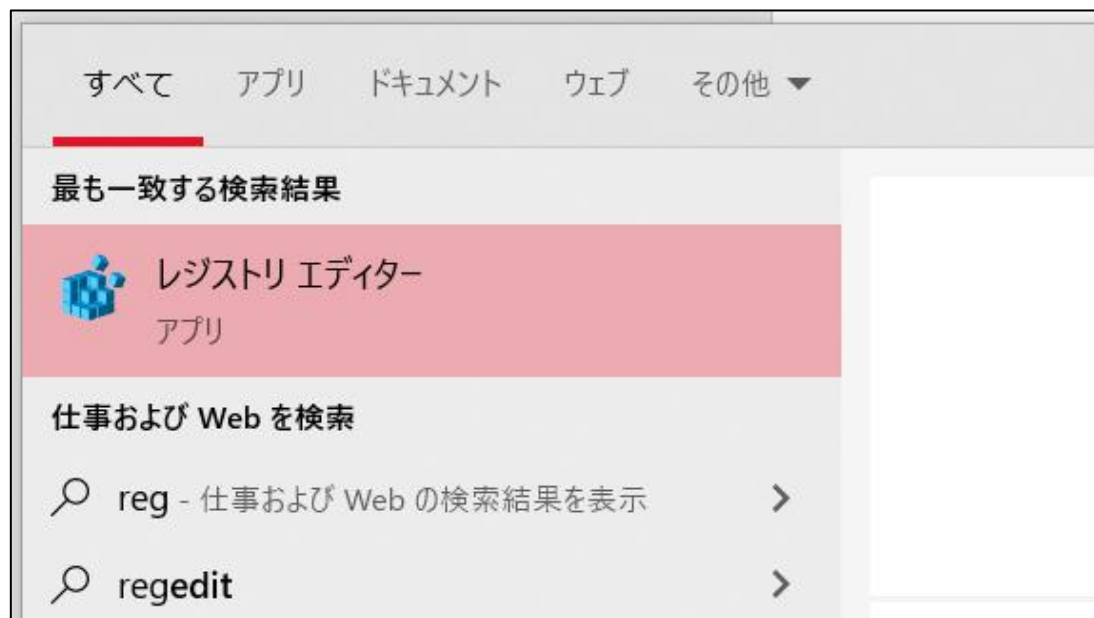 すべて アプリ ドキュメント ウェブ その他
最も一致する検索結果
レジストリ エディター
アプリ
仕事および Web を検索
reg - 仕事および Web の検索結果を表示
regedit